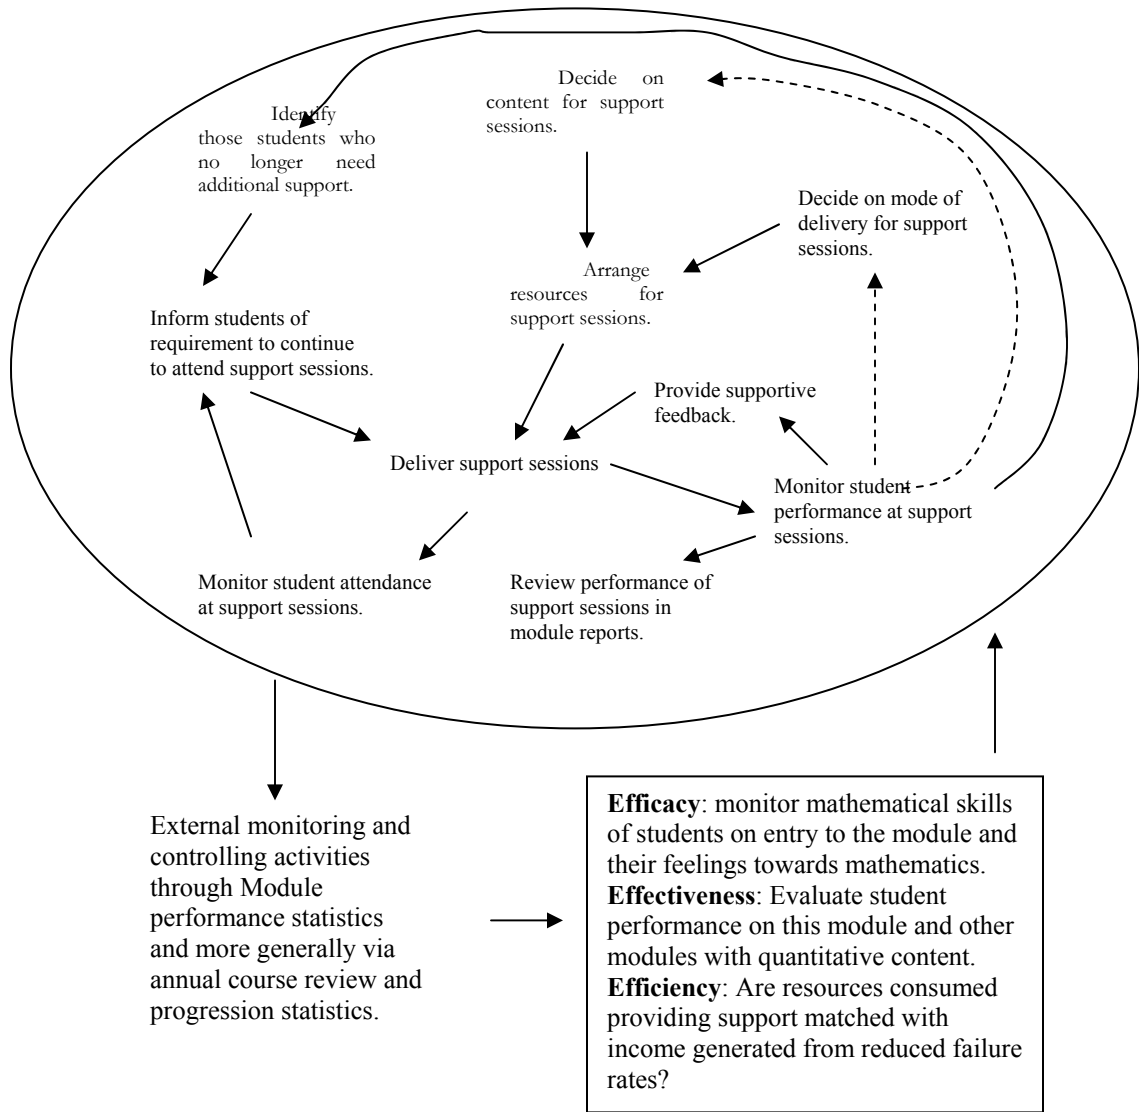 Decide on
content for support
sessions.
Identify
those students who
no longer need
additional support.
Decide on mode of
delivery for support
sessions.
Arrange
resources for
support sessions.
Inform students of
requirement to continue
to attend support sessions.
Provide supportive
feedback.
Deliver support sessions
Monitor student
performance at support
sessions.
Monitor student attendance
at support sessions.
Review performance of
support sessions in
module reports.
External monitoring and
controlling activities
through Module
performance statistics
and more generally via
annual course review and
progression statistics.
Efficacy: monitor mathematical skills
of students on entry to the module and
their feelings towards mathematics.
Effectiveness: Evaluate student
performance on this module and other
modules with quantitative content.
Efficiency: Are resources consumed
providing support matched with
income generated from reduced failure
rates?